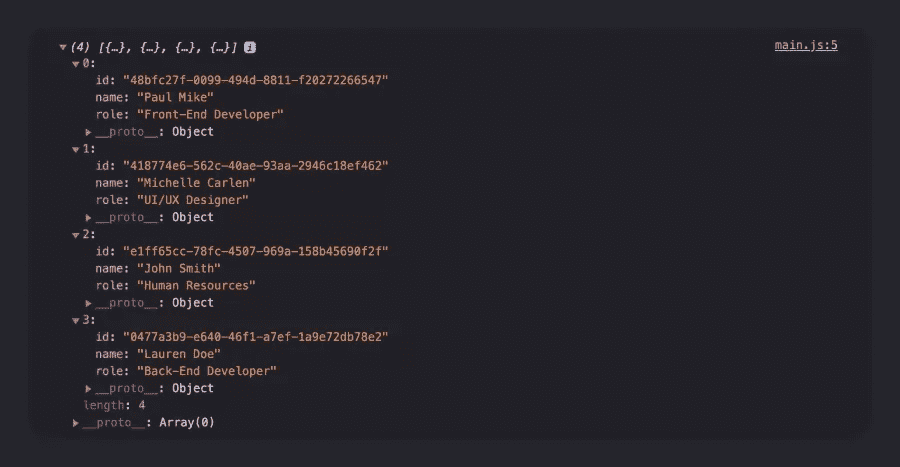 (4) [{…}, {…}, {…}, {…}] i main.js:5
0:
id: "48bfc27f-0099-494d-8811-f20272266547"
name: "Paul Mike"
role: "Front-End Developer"
__proto__: Object
1:
id: "418774e6-562c-40ae-93aa-2946c18ef462"
name: "Michelle Carlen"
role: "UI/UX Designer"
__proto__: Object
2:
id: "e1ff65cc-78fc-4507-969a-158b45690f2f"
name: "John Smith"
role: "Human Resources"
__proto__: Object
3:
id: "0477a3b9-e640-46f1-a7ef-1a9e72db78e2"
name: "Lauren Doe"
role: "Back-End Developer"
__proto__: Object
length: 4
__proto__: Array(0)